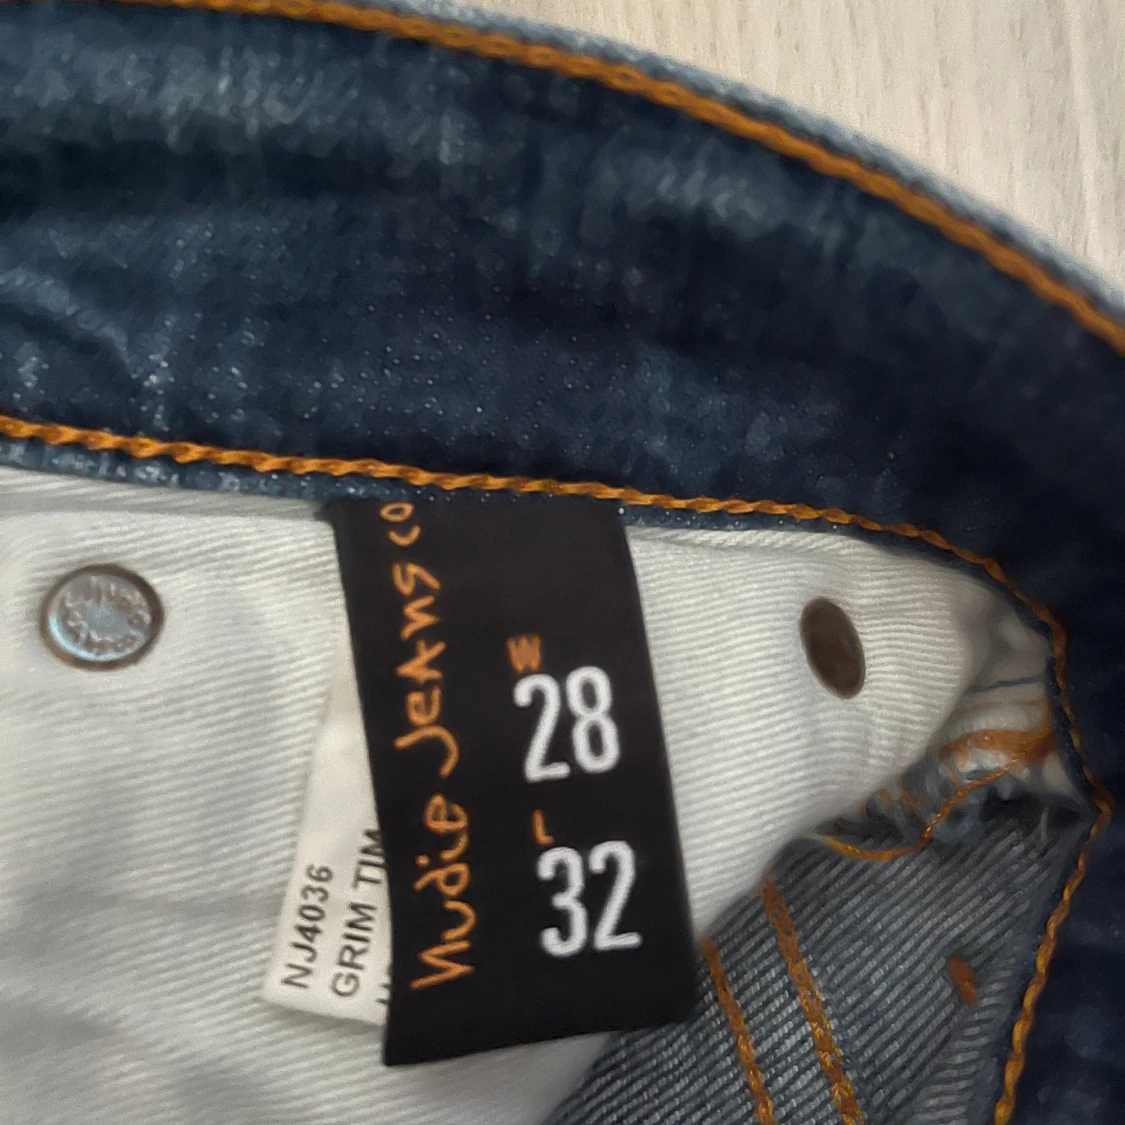 Nudie Jeans co
W
28
L
32
NJ4036
GRIM TIM